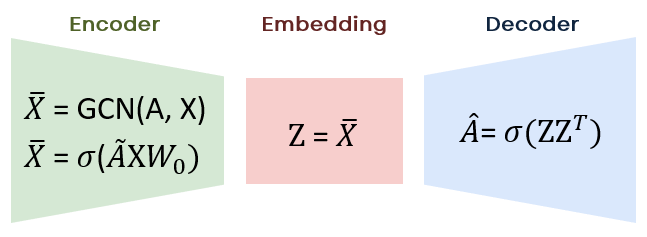 Encoder
X̄ = GCN(A, X)
X̄ = σ(ÃXW₀)
Embedding
Z = X̄
Decoder
Â= σ(ZZᵀ)